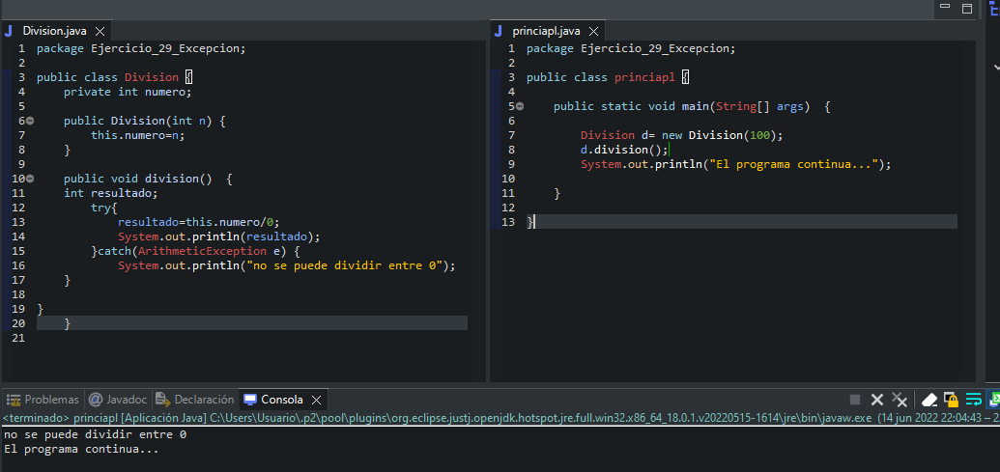 Division.java
1 package Ejercicio_29_Excepcion;
2
3 public class Division {
4 private int numero;
5
6 public Division(int n) {
7 this.numero=n;
8 }
9
10 public void division() {
11 int resultado;
12 try{
13 resultado=this.numero/0;
14 System.out.println(resultado);
15 }catch(ArithmeticException e) {
16 System.out.println("no se puede dividir entre 0");
17 }
18
19 }
20 }
21
princiapl.java
1 package Ejercicio_29_Excepcion;
2
3 public class princiapl {
4
5 public static void main(String[] args) {
6
7 Division d= new Division(100);
8 d.division();
9 System.out.println("El programa continua...");
10
11 }
12
13 }
Problemas @ Javadoc Declaración Consola
<terminado> princiapl [Aplicación Java] C:\Users\Usuario\.p2\pool\plugins\org.eclipse.justj.openjdk.hotspot.jre.full.win32.x86_64_18.0.1.v20220515-1614\jre\bin\javaw.exe (14 jun 2022 22:04:43 – 2
no se puede dividir entre 0
El programa continua...